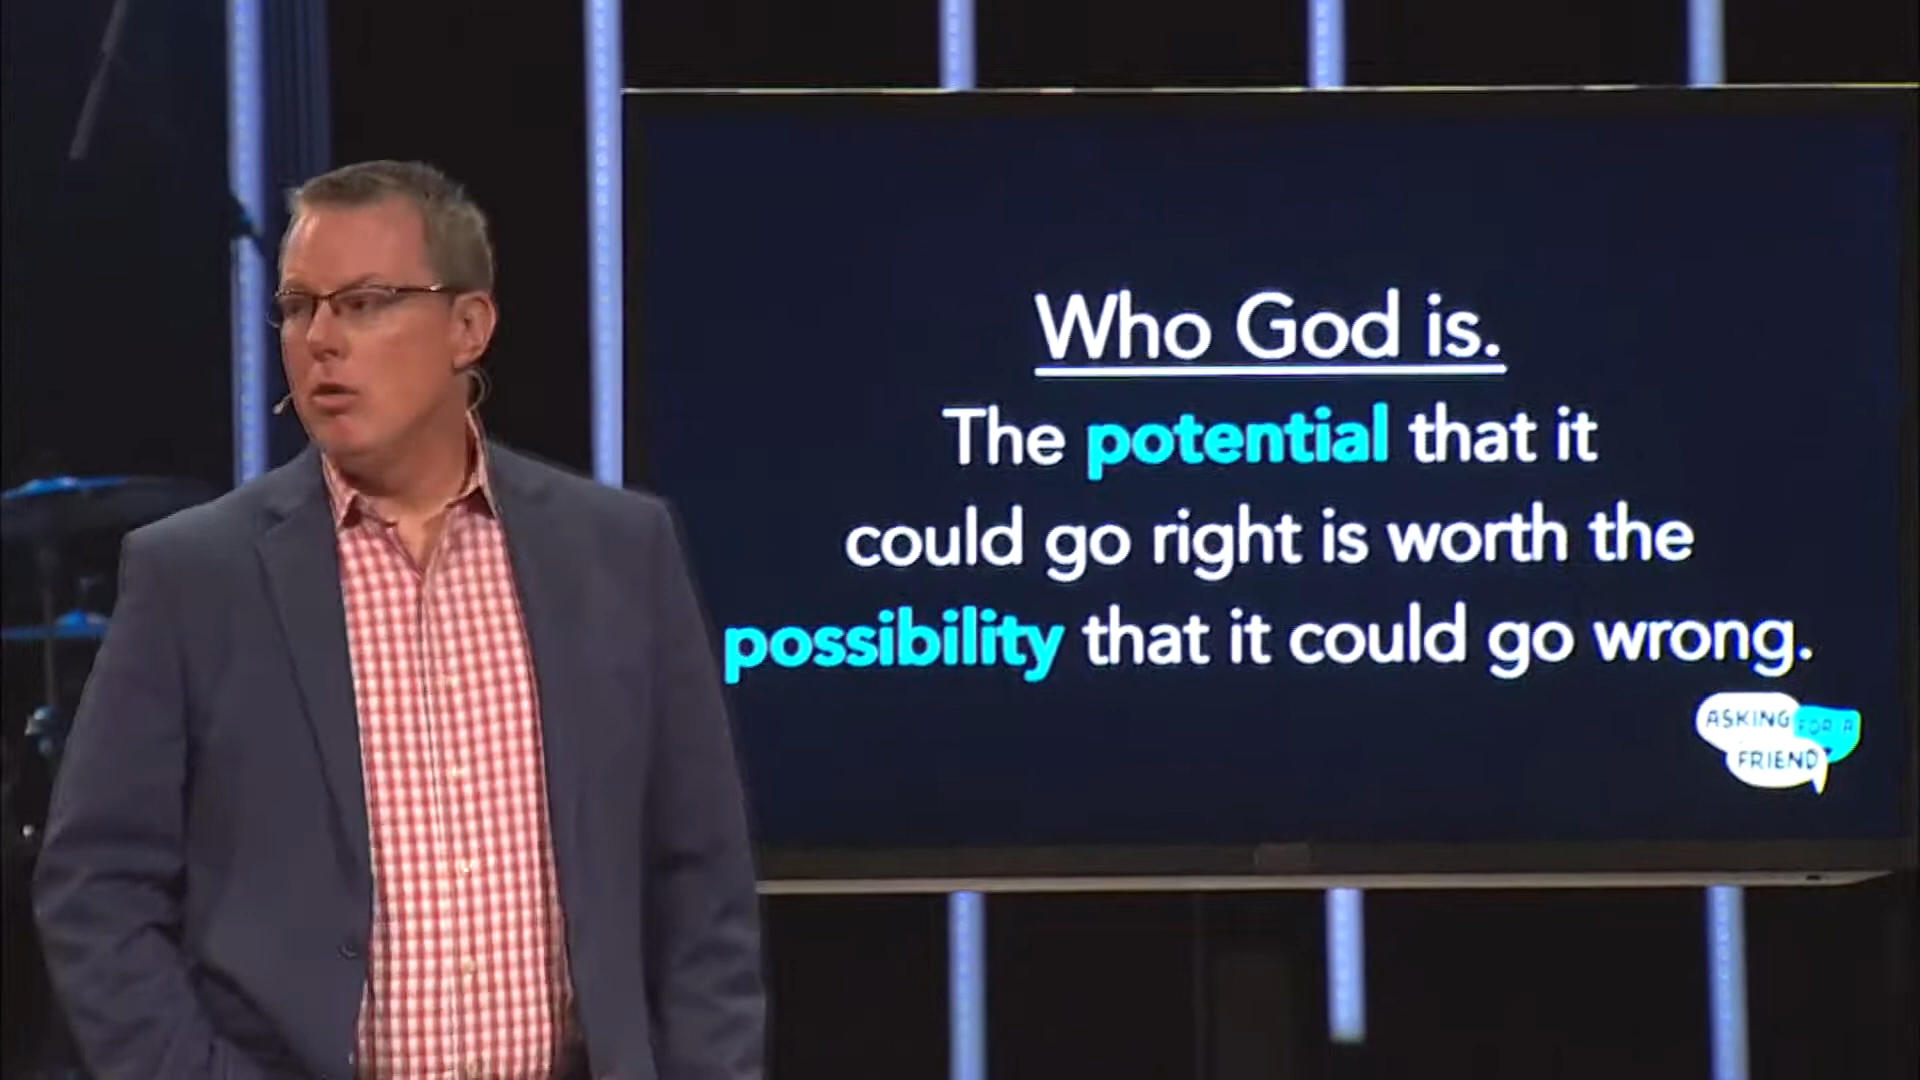 Who God is.
The potential that it
could go right is worth the
possibility that it could go wrong.
ASKING FOR A
FRIEND